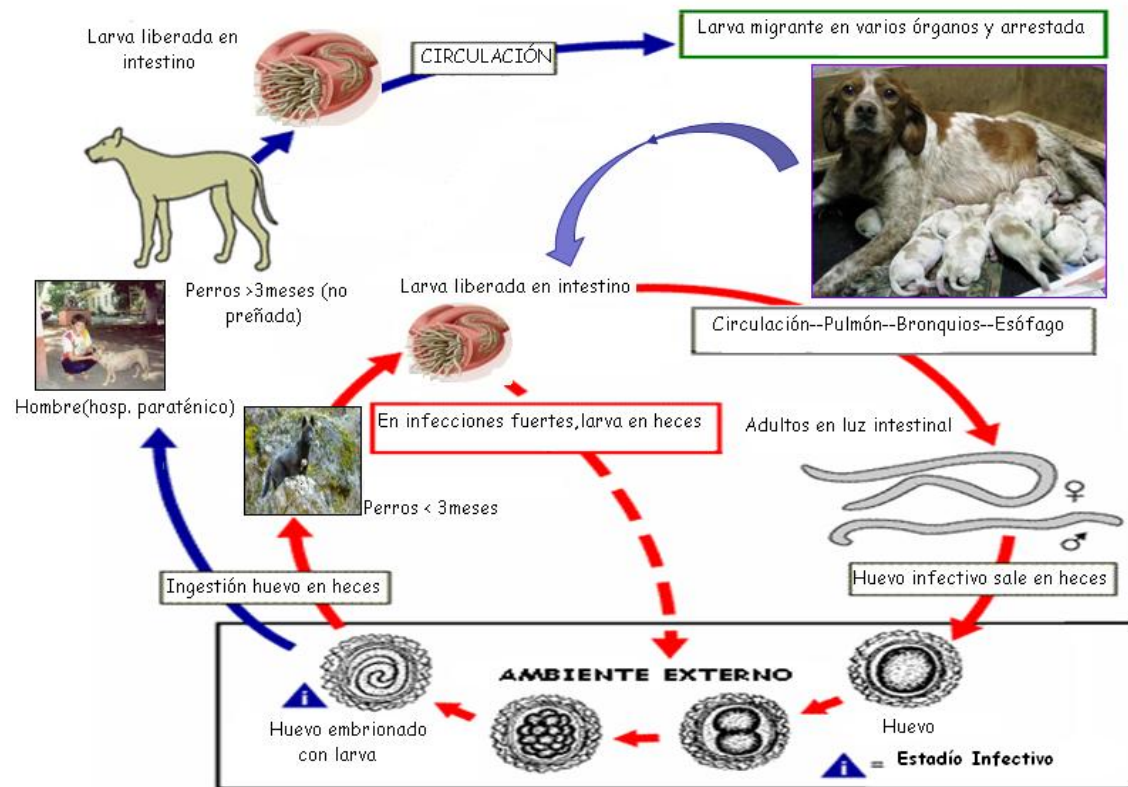 Larva liberada en
intestino
CIRCULACIÓN
Larva migrante en varios órganos y arrestada
Perros >3meses (no
preñada)
Larva liberada en intestino
Circulación--Pulmón--Bronquios--Esófago
Hombre(hosp. paraténico)
En infecciones fuertes,larva en heces
Adultos en luz intestinal
♀
♂
Perros < 3meses
Ingestión huevo en heces
Huevo infectivo sale en heces
AMBIENTE EXTERNO
i
Huevo embrionado
con larva
Huevo
i = Estadío Infectivo